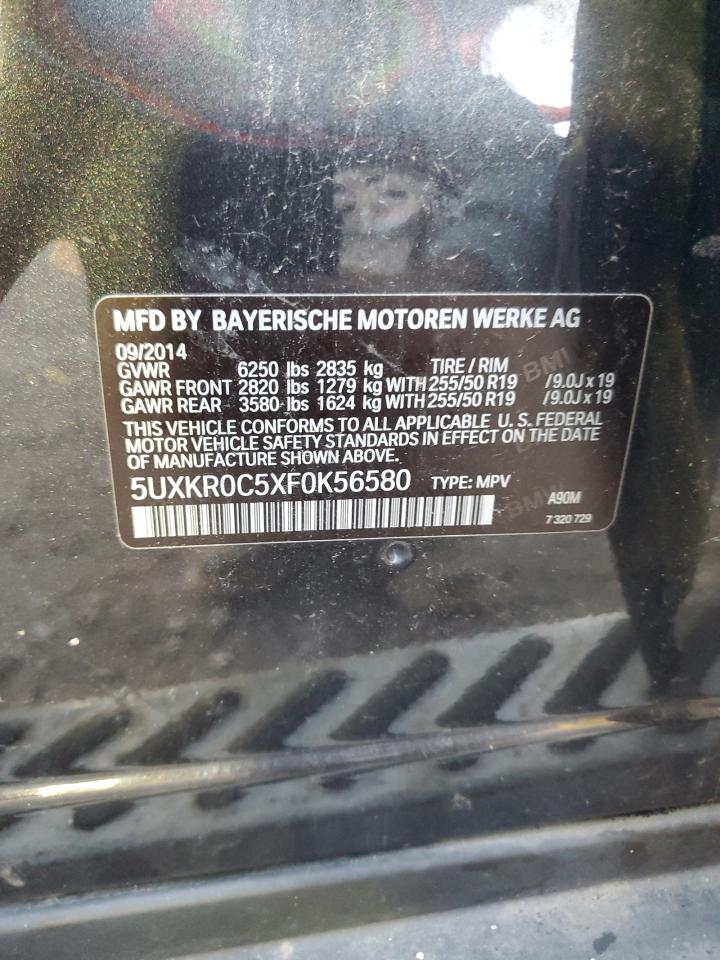 MFD BY BAYERISCHE MOTOREN WERKE AG
09/2014 TIRE / RIM
GVWR 6250 lbs 2835 kg
GAWR FRONT 2820 lbs 1279 kg WITH 255/50 R19 /9.0J x 19
GAWR REAR 3580 lbs 1624 kg WITH 255/50 R19 /9.0J x 19
THIS VEHICLE CONFORMS TO ALL APPLICABLE U.S. FEDERAL
MOTOR VEHICLE SAFETY STANDARDS IN EFFECT ON THE DATE
OF MANUFACTURE SHOWN ABOVE.
5UXKR0C5XF0K56580 TYPE: MPV
A90M
7 320 729
BMW
BMW